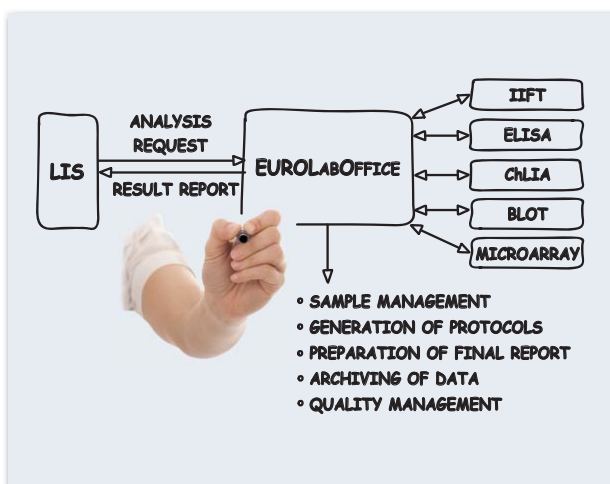 LIS
ANALYSIS
REQUEST
RESULT REPORT
EUROLABOFFICE
IIFT
ELISA
ChLIA
BLOT
MICROARRAY
• SAMPLE MANAGEMENT
• GENERATION OF PROTOCOLS
• PREPARATION OF FINAL REPORT
• ARCHIVING OF DATA
• QUALITY MANAGEMENT